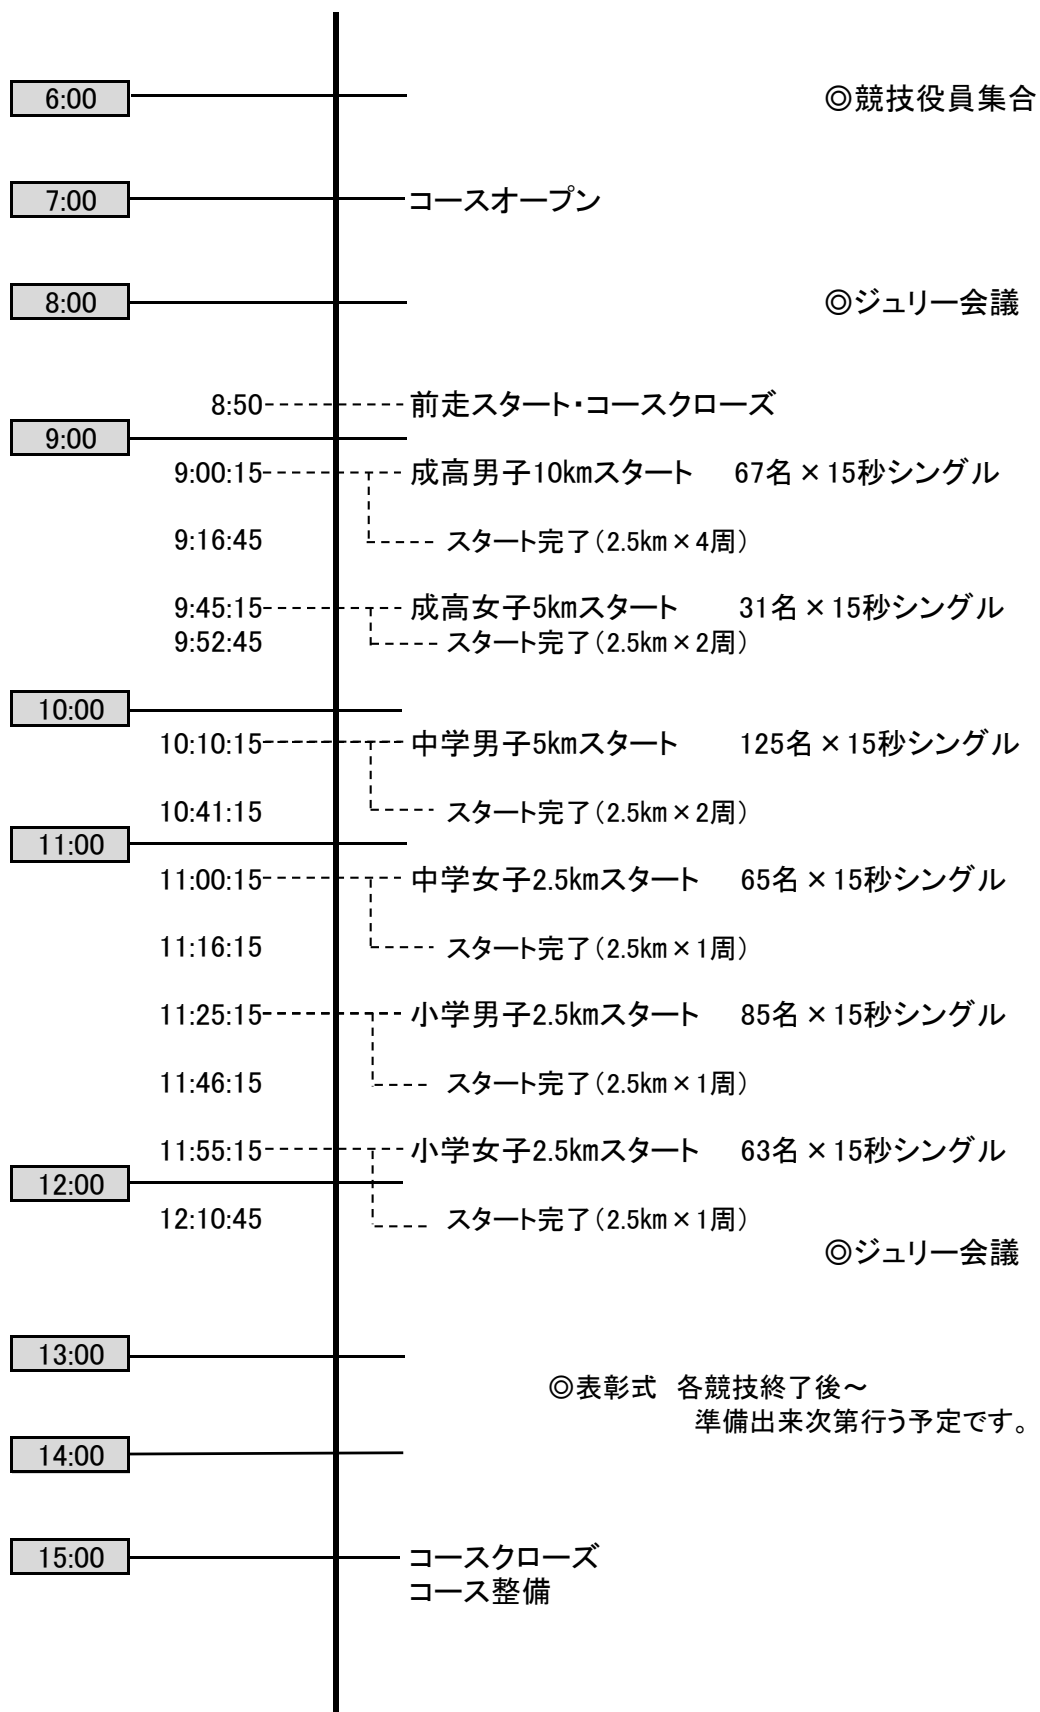 6:00 ◎競技役員集合
7:00 コースオープン
8:00 ◎ジュリー会議
8:50 前走スタート・コースクローズ
9:00
9:00:15 成高男子10kmスタート 67名×15秒シングル
9:16:45 スタート完了(2.5km×4周)
9:45:15 成高女子5kmスタート 31名×15秒シングル
9:52:45 スタート完了(2.5km×2周)
10:00
10:10:15 中学男子5kmスタート 125名×15秒シングル
10:41:15 スタート完了(2.5km×2周)
11:00
11:00:15 中学女子2.5kmスタート 65名×15秒シングル
11:16:15 スタート完了(2.5km×1周)
11:25:15 小学男子2.5kmスタート 85名×15秒シングル
11:46:15 スタート完了(2.5km×1周)
11:55:15 小学女子2.5kmスタート 63名×15秒シングル
12:00
12:10:45 スタート完了(2.5km×1周)
◎ジュリー会議
13:00
◎表彰式 各競技終了後～
準備出来次第行う予定です。
14:00
15:00 コースクローズ
コース整備